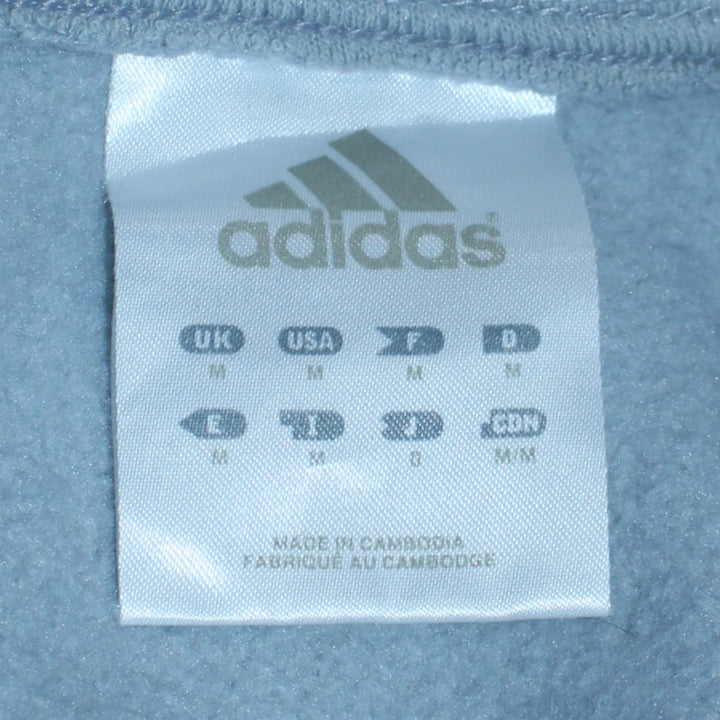 adidas®
UK USA F D
M M M M
E I J CDN
M M O M/M
MADE IN CAMBODIA
FABRIQUÉ AU CAMBODGE